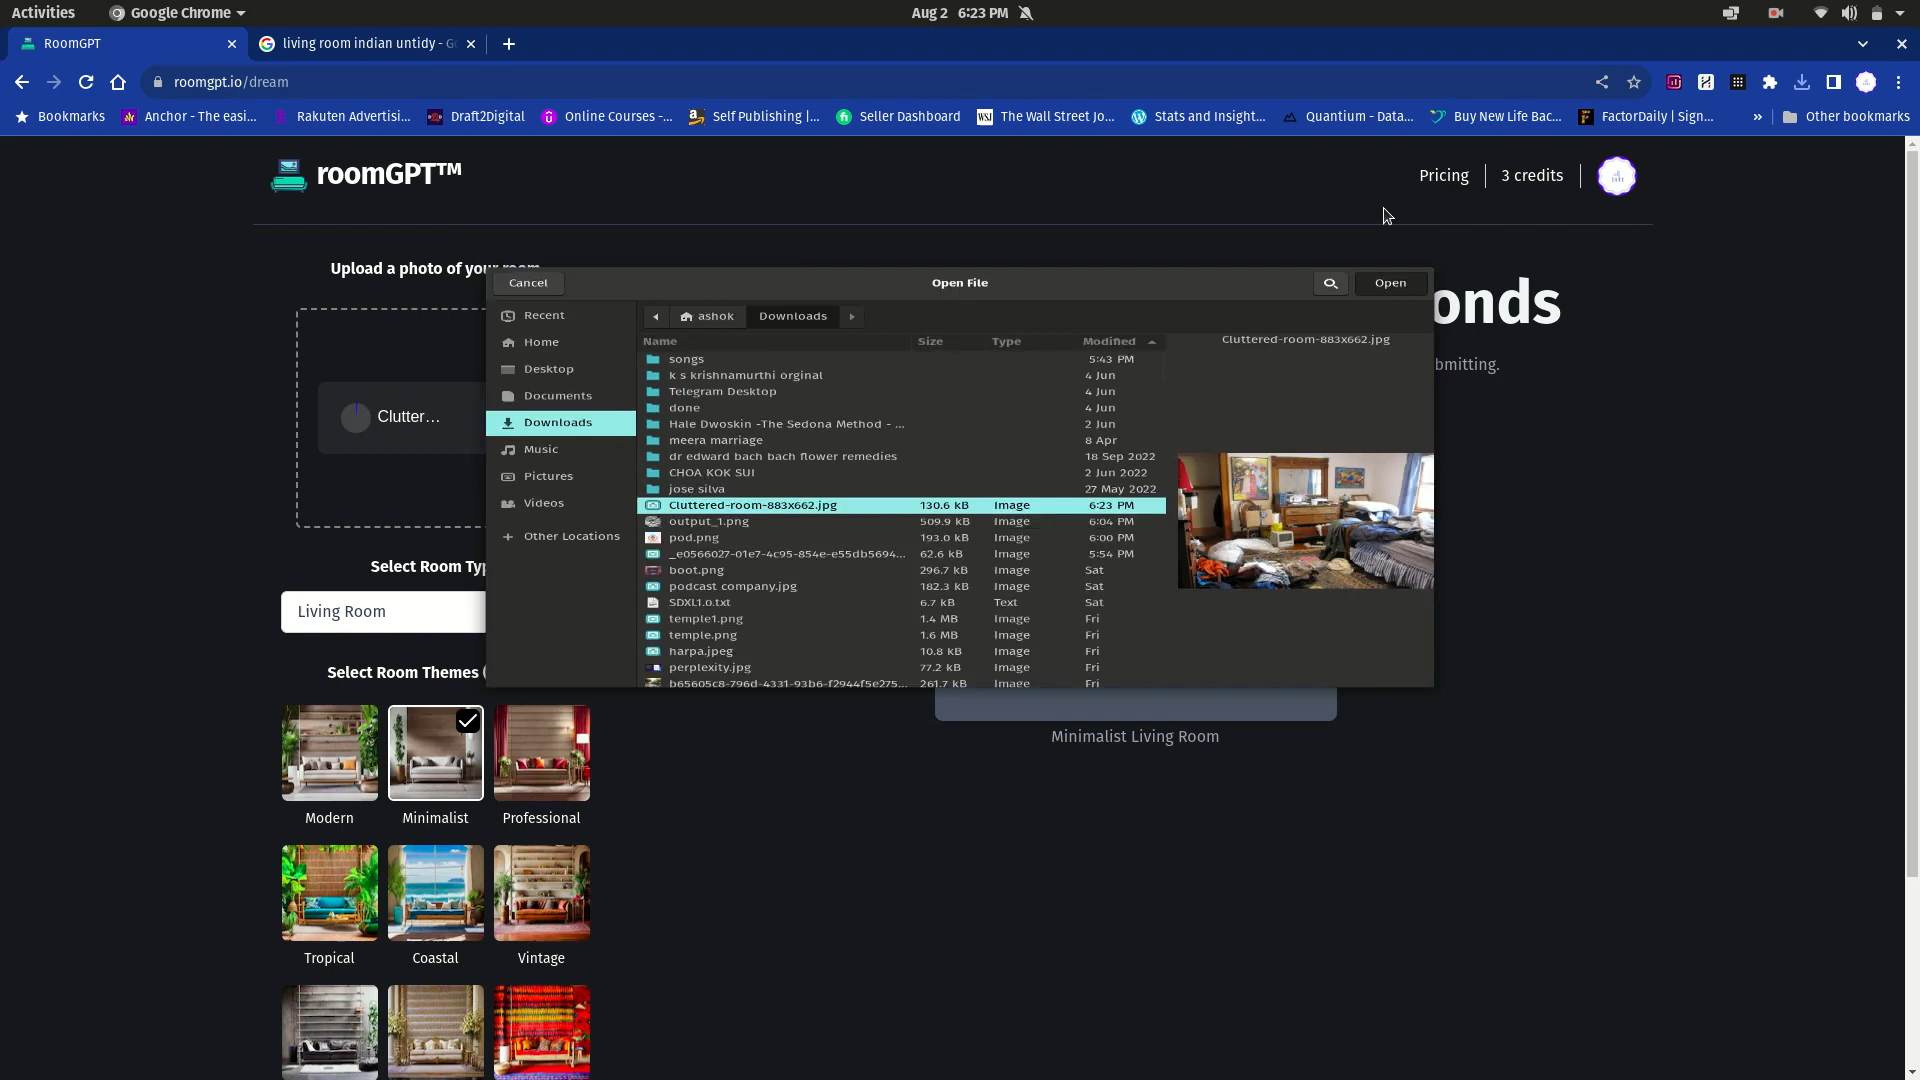 Activities Google Chrome Aug 2 6:23 PM
RoomGPT living room indian untidy - Go
roomgpt.io/dream
Bookmarks Anchor - The easi... Rakuten Advertisi... Draft2Digital Online Courses -... Self Publishing |... Seller Dashboard The Wall Street Jo... Stats and Insight... Quantium - Data... Buy New Life Bac... FactorDaily | Sign... » Other bookmarks
roomGPT™ Pricing 3 credits
Upload a photo of your room
onds
bmitting.
Clutter...
Cancel Open File Open
Recent
Home
Desktop
Documents
Downloads
Music
Pictures
Videos
Other Locations
ashok Downloads
Name Size Type Modified
songs 5:43 PM
k s krishnamurthi orginal 4 Jun
Telegram Desktop 4 Jun
done 4 Jun
Hale Dwoskin -The Sedona Method - ... 2 Jun
meera marriage 8 Apr
dr edward bach bach flower remedies 18 Sep 2022
CHOA KOK SUI 2 Jun 2022
jose silva 27 May 2022
Cluttered-room-883x662.jpg 130.6 kB Image 6:23 PM
output_1.png 509.9 kB Image 6:04 PM
pod.png 193.0 kB Image 6:00 PM
_e0566027-01e7-4c95-854e-e55db5694... 62.6 kB Image 5:54 PM
boot.png 296.7 kB Image Sat
podcast company.jpg 182.3 kB Image Sat
SDXL1.0.txt 6.7 kB Text Sat
temple1.png 1.4 MB Image Fri
temple.png 1.6 MB Image Fri
harpa.jpeg 10.8 kB Image Fri
perplexity.jpg 77.2 kB Image Fri
b65605c8-796d-4331-93b6-f2944f5e275... 261.7 kB Image Fri
Cluttered-room-883x662.jpg
Select Room Typ
Living Room
Select Room Themes (
Modern Minimalist Professional
Tropical Coastal Vintage
Minimalist Living Room